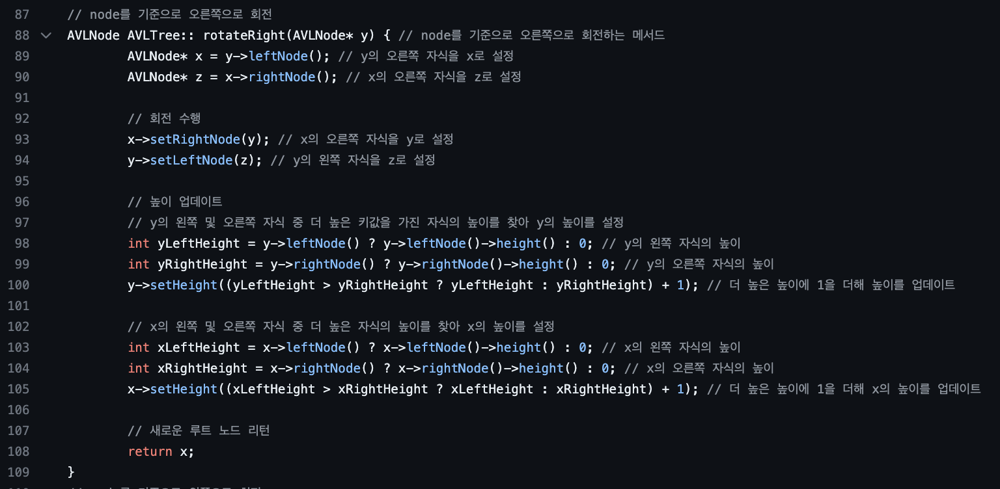 87 // node를 기준으로 오른쪽으로 회전
88 AVLNode AVLTree:: rotateRight(AVLNode* y) { // node를 기준으로 오른쪽으로 회전하는 메서드
89 AVLNode* x = y->leftNode(); // y의 오른쪽 자식을 x로 설정
90 AVLNode* z = x->rightNode(); // x의 오른쪽 자식을 z로 설정
91
92 // 회전 수행
93 x->setRightNode(y); // x의 오른쪽 자식을 y로 설정
94 y->setLeftNode(z); // y의 왼쪽 자식을 z로 설정
95
96 // 높이 업데이트
97 // y의 왼쪽 및 오른쪽 자식 중 더 높은 키값을 가진 자식의 높이를 찾아 y의 높이를 설정
98 int yLeftHeight = y->leftNode() ? y->leftNode()->height() : 0; // y의 왼쪽 자식의 높이
99 int yRightHeight = y->rightNode() ? y->rightNode()->height() : 0; // y의 오른쪽 자식의 높이
100 y->setHeight((yLeftHeight > yRightHeight ? yLeftHeight : yRightHeight) + 1); // 더 높은 높이에 1을 더해 높이를 업데이트
101
102 // x의 왼쪽 및 오른쪽 자식 중 더 높은 자식의 높이를 찾아 x의 높이를 설정
103 int xLeftHeight = x->leftNode() ? x->leftNode()->height() : 0; // x의 왼쪽 자식의 높이
104 int xRightHeight = x->rightNode() ? x->rightNode()->height() : 0; // x의 오른쪽 자식의 높이
105 x->setHeight((xLeftHeight > xRightHeight ? xLeftHeight : xRightHeight) + 1); // 더 높은 높이에 1을 더해 x의 높이를 업데이트
106
107 // 새로운 루트 노드 리턴
108 return x;
109 }